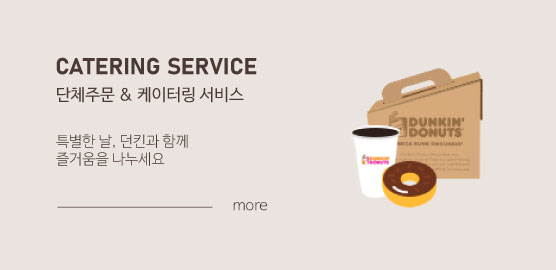 CATERING SERVICE
단체주문 & 케이터링 서비스
특별한 날, 던킨과 함께
즐거움을 나누세요
more
DUNKIN'
DONUTS
DUNKIN'
DONUTS